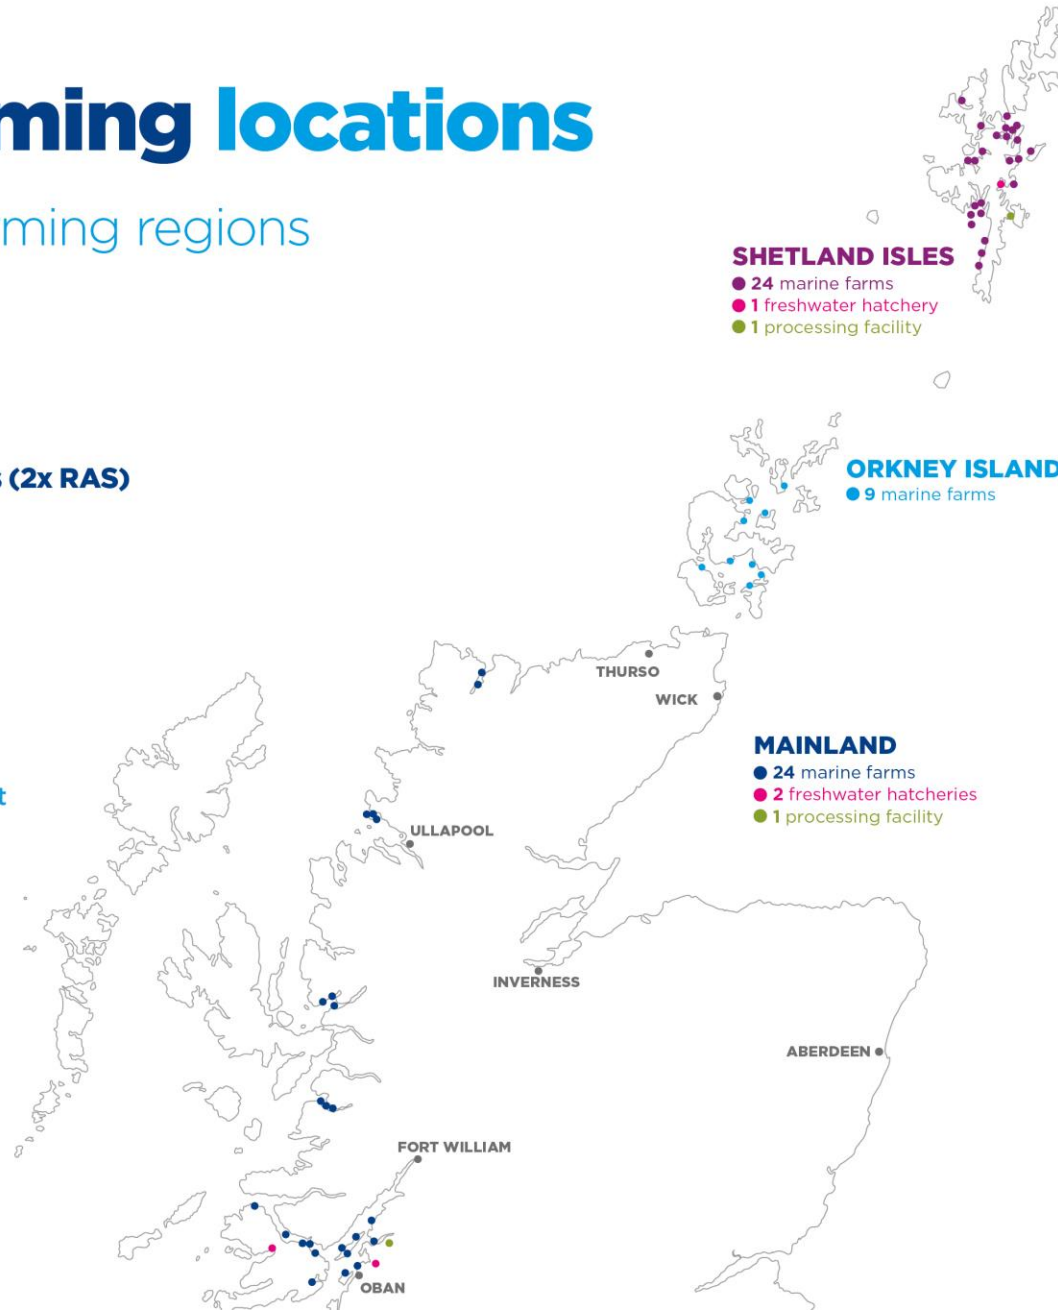 ming locations
ming regions
SHETLAND ISLES
24 marine farms
1 freshwater hatchery
1 processing facility
s (2x RAS)
ORKNEY ISLAND
9 marine farms
THURSO
WICK
MAINLAND
24 marine farms
2 freshwater hatcheries
1 processing facility
t
ULLAPOOL
INVERNESS
ABERDEEN
FORT WILLIAM
OBAN